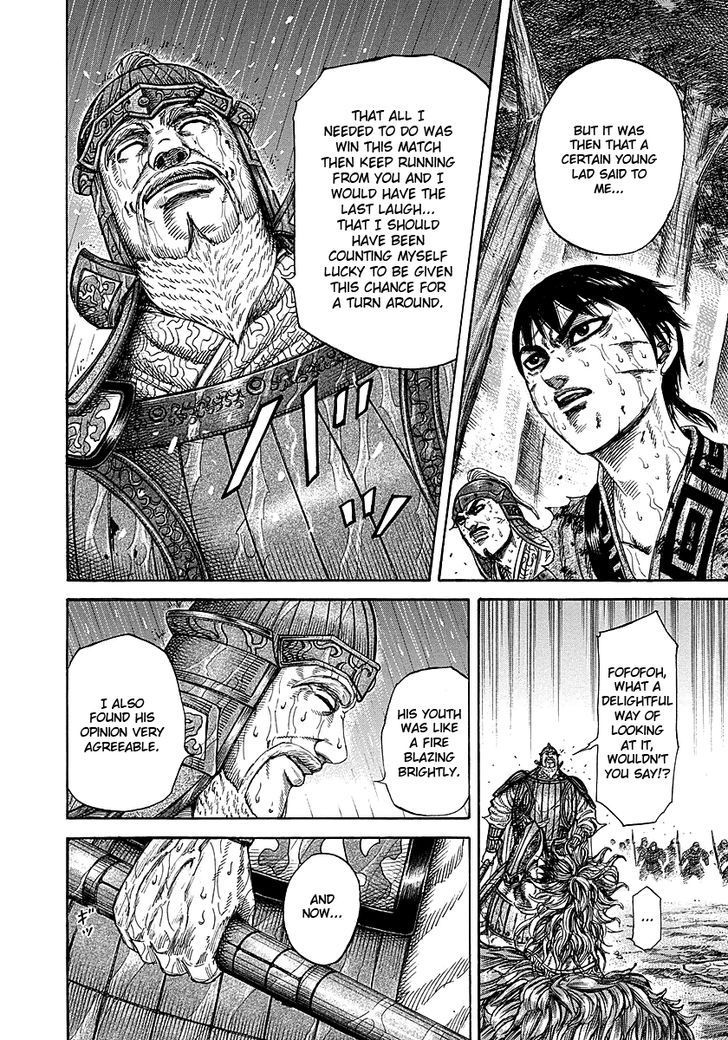 BUT IT WAS
THEN THAT A
CERTAIN YOUNG
LAD SAID TO
ME...
THAT ALL I
NEEDED TO DO WAS
WIN THIS MATCH
THEN KEEP RUNNING
FROM YOU AND I
WOULD HAVE THE
LAST LAUGH...
THAT I SHOULD
HAVE BEEN
COUNTING MYSELF
LUCKY TO BE GIVEN
THIS CHANCE FOR
A TURN AROUND.
FOFOFOH,
WHAT A
DELIGHTFUL
WAY OF
LOOKING
AT IT,
WOULDN'T
YOU SAY!?
...
HIS YOUTH
WAS LIKE
A FIRE
BLAZING
BRIGHTLY.
I ALSO
FOUND HIS
OPINION VERY
AGREEABLE.
AND
NOW...